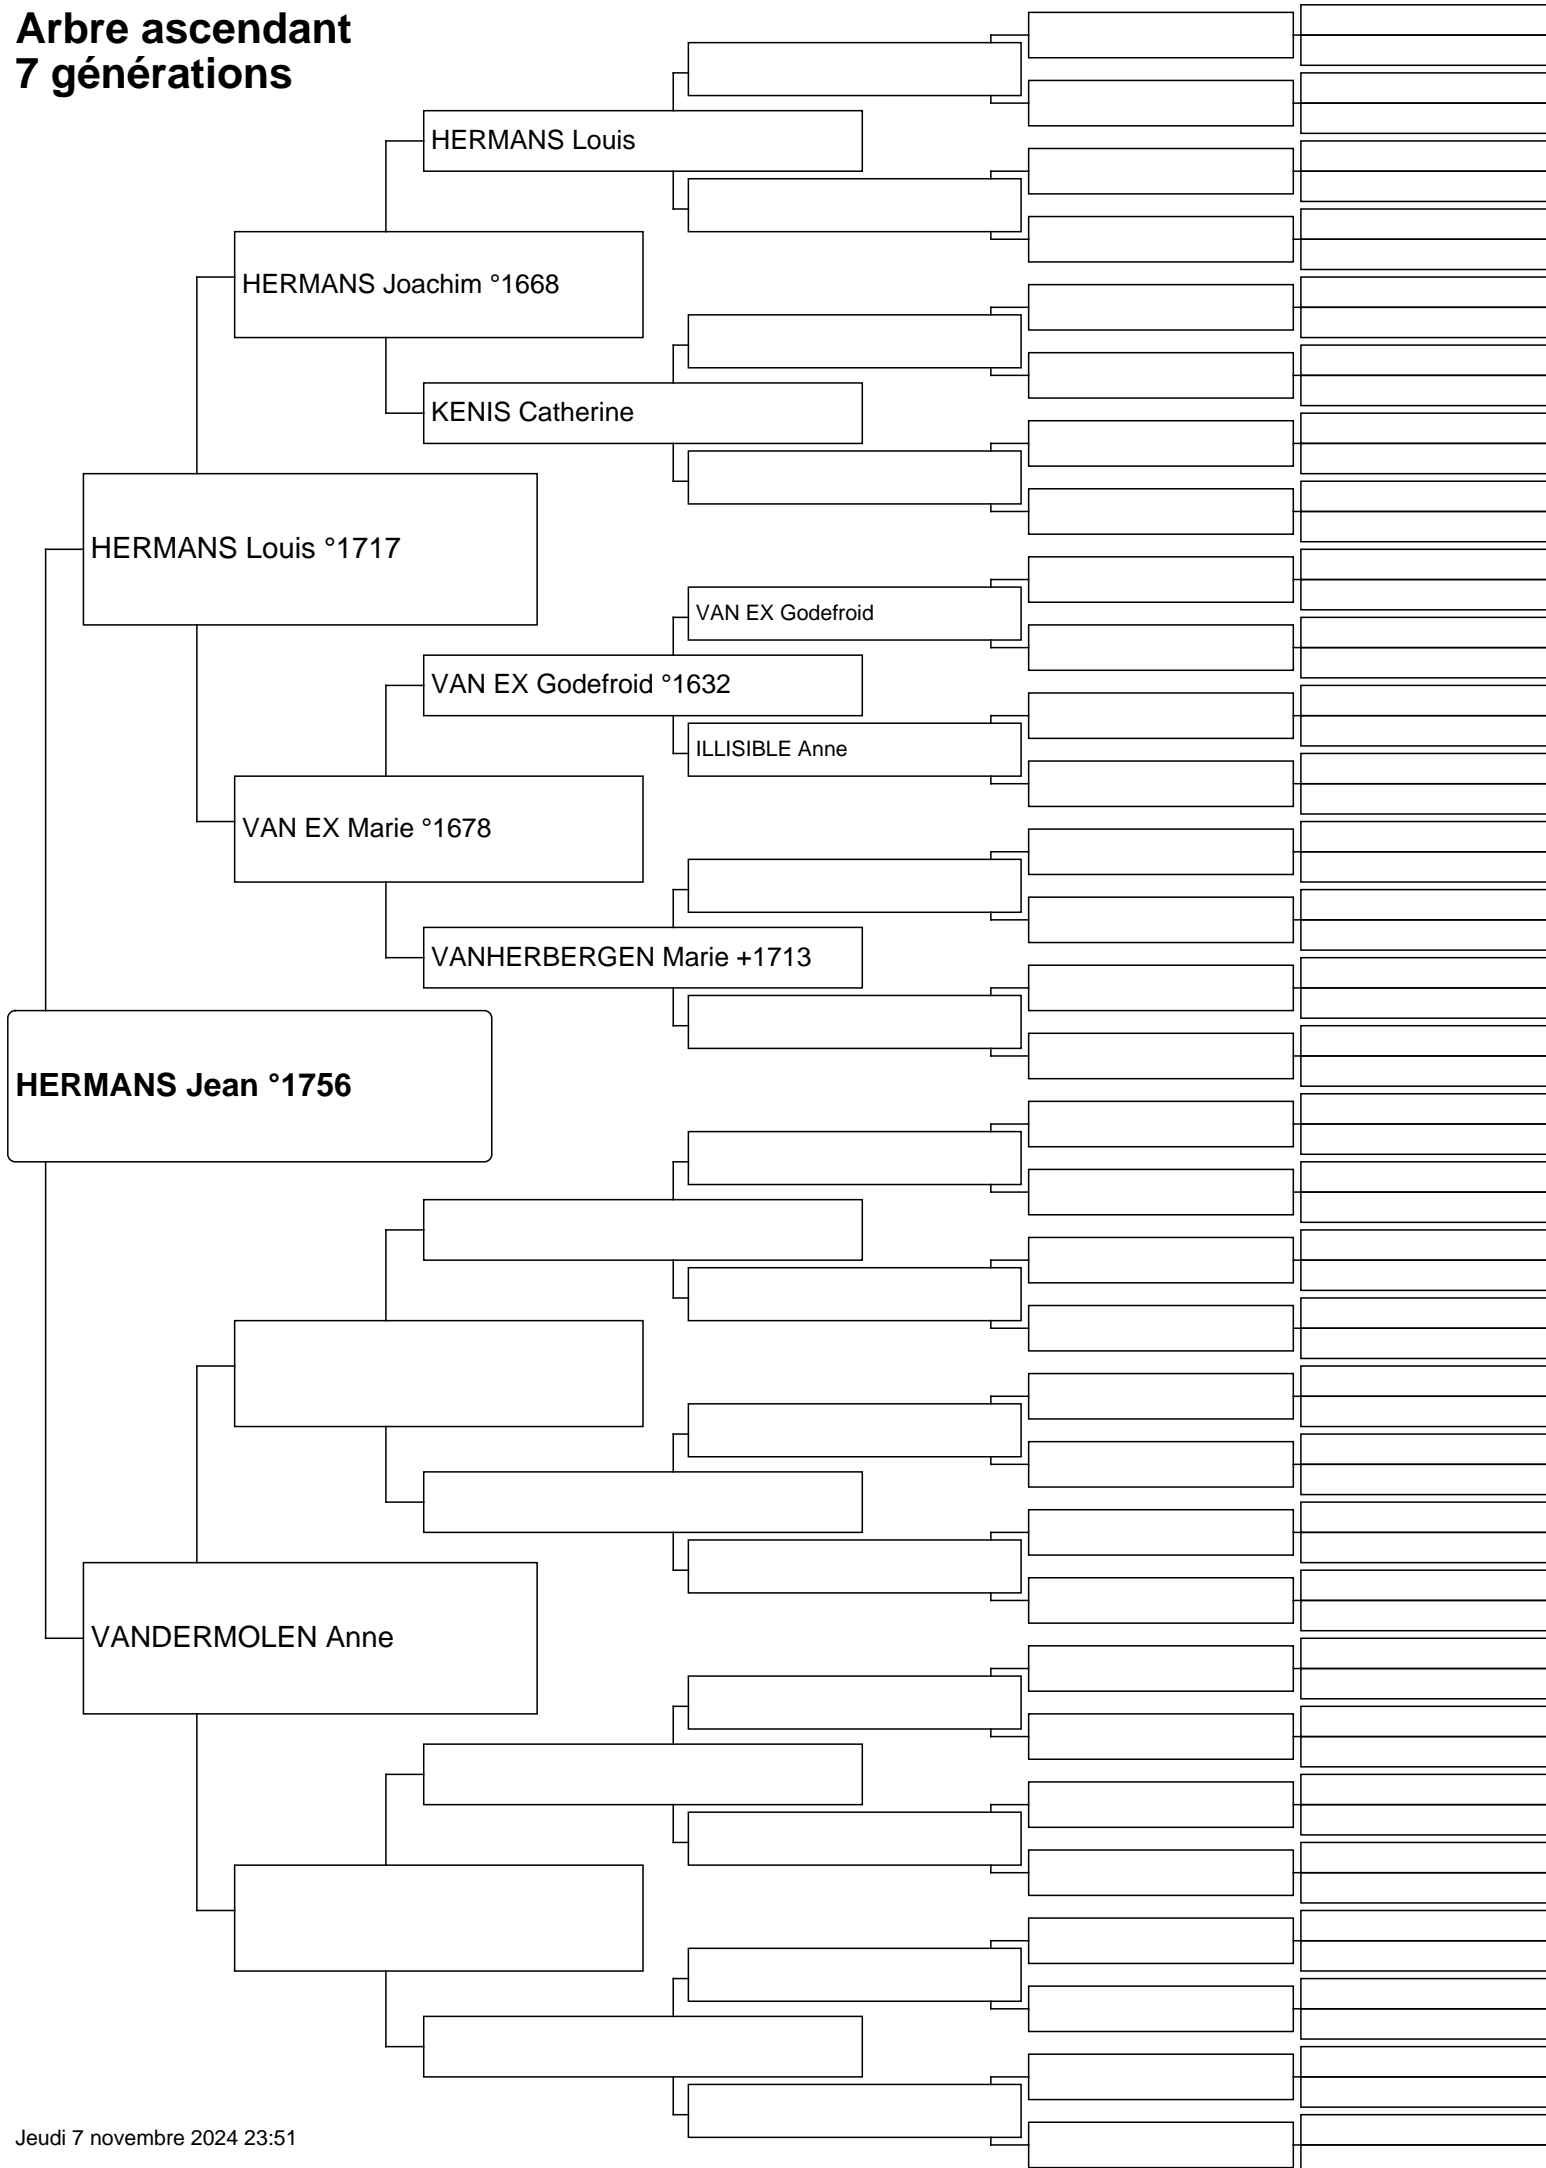 Arbre ascendant
7 générations
HERMANS Louis
HERMANS Joachim °1668
KENIS Catherine
HERMANS Louis °1717
VAN EX Godefroid
VAN EX Godefroid °1632
ILLISIBLE Anne
VAN EX Marie °1678
VANHERBERGEN Marie +1713
HERMANS Jean °1756
VANDERMOLEN Anne
Jeudi 7 novembre 2024 23:51